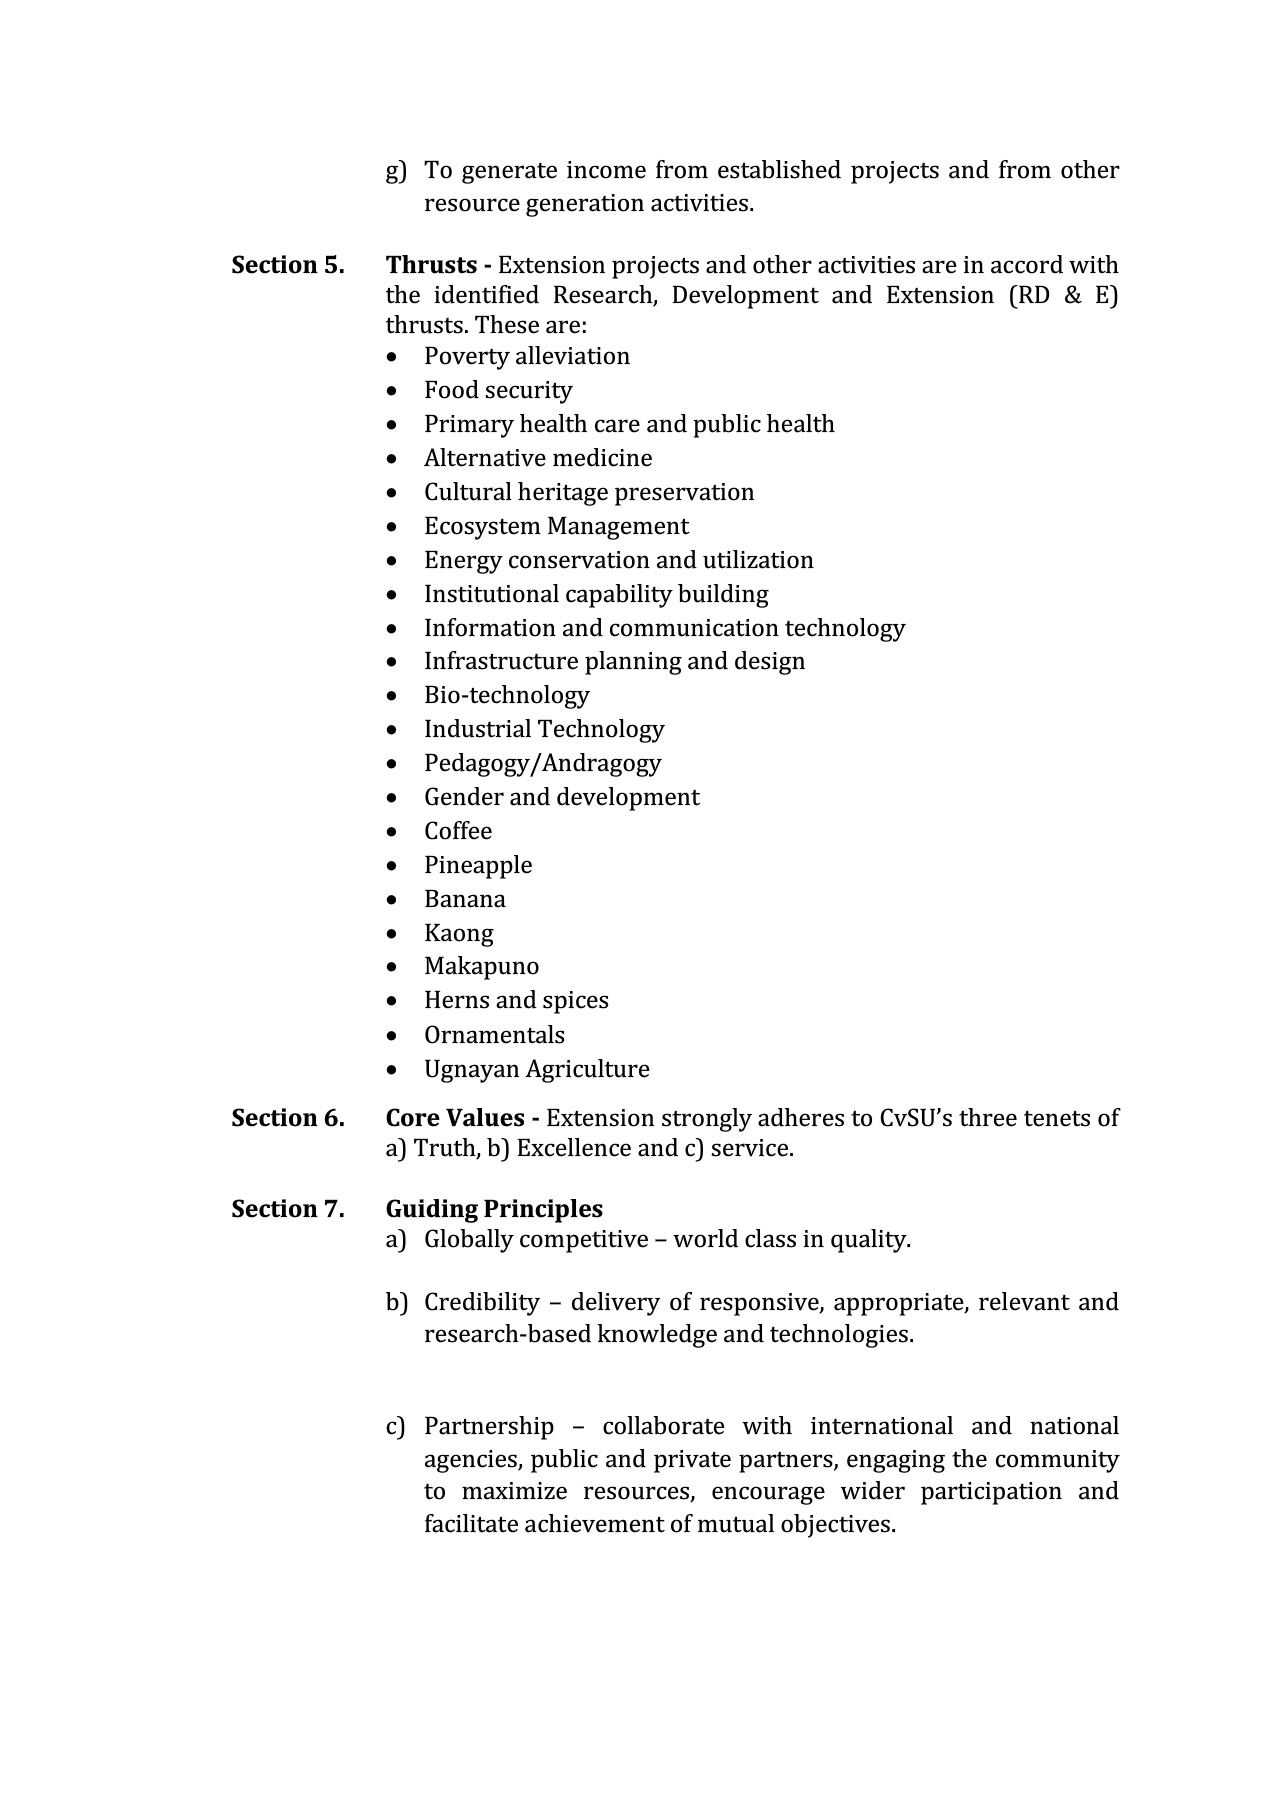 g) To generate income from established projects and from other
resource generation activities.
Section 5. Thrusts - Extension projects and other activities are in accord with
the identified Research, Development and Extension (RD & E)
thrusts. These are:
• Poverty alleviation
• Food security
• Primary health care and public health
• Alternative medicine
• Cultural heritage preservation
• Ecosystem Management
• Energy conservation and utilization
• Institutional capability building
• Information and communication technology
• Infrastructure planning and design
• Bio-technology
• Industrial Technology
• Pedagogy/Andragogy
• Gender and development
• Coffee
• Pineapple
• Banana
• Kaong
• Makapuno
• Herns and spices
• Ornamentals
• Ugnayan Agriculture
Section 6. Core Values - Extension strongly adheres to CvSU’s three tenets of
a) Truth, b) Excellence and c) service.
Section 7. Guiding Principles
a) Globally competitive – world class in quality.
b) Credibility – delivery of responsive, appropriate, relevant and
research-based knowledge and technologies.
c) Partnership – collaborate with international and national
agencies, public and private partners, engaging the community
to maximize resources, encourage wider participation and
facilitate achievement of mutual objectives.